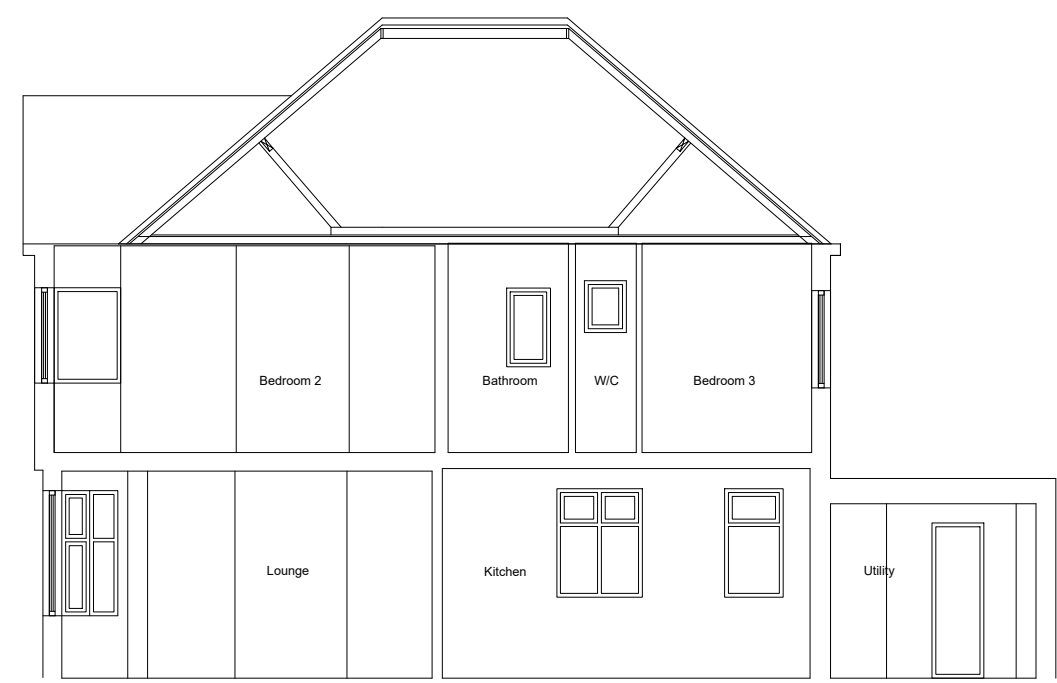 Bedroom 2
Bathroom
W/C
Bedroom 3
Lounge
Kitchen
Utility